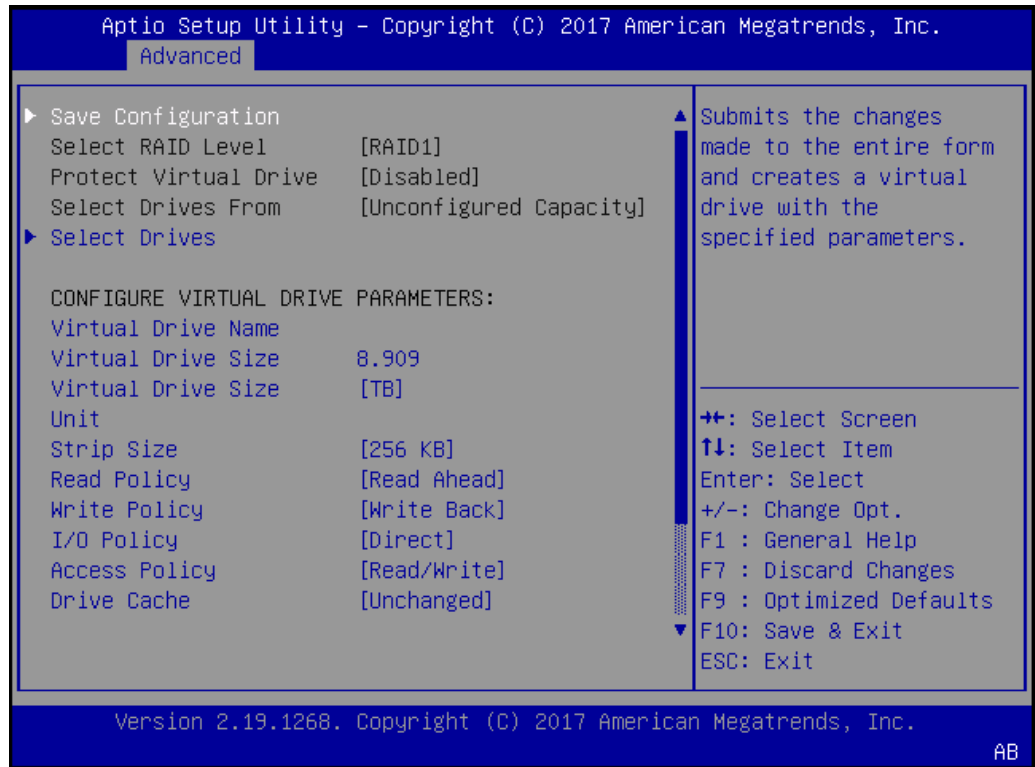 Aptio Setup Utility – Copyright (C) 2017 American Megatrends, Inc.
Advanced
Save Configuration
Select RAID Level [RAID1]
Protect Virtual Drive [Disabled]
Select Drives From [Unconfigured Capacity]
Select Drives
CONFIGURE VIRTUAL DRIVE PARAMETERS:
Virtual Drive Name
Virtual Drive Size 8.909
Virtual Drive Size [TB]
Unit
Strip Size [256 KB]
Read Policy [Read Ahead]
Write Policy [Write Back]
I/O Policy [Direct]
Access Policy [Read/Write]
Drive Cache [Unchanged]
Submits the changes
made to the entire form
and creates a virtual
drive with the
specified parameters.
→←: Select Screen
↑↓: Select Item
Enter: Select
+/-: Change Opt.
F1 : General Help
F7 : Discard Changes
F9 : Optimized Defaults
F10: Save & Exit
ESC: Exit
Version 2.19.1268. Copyright (C) 2017 American Megatrends, Inc.
AB